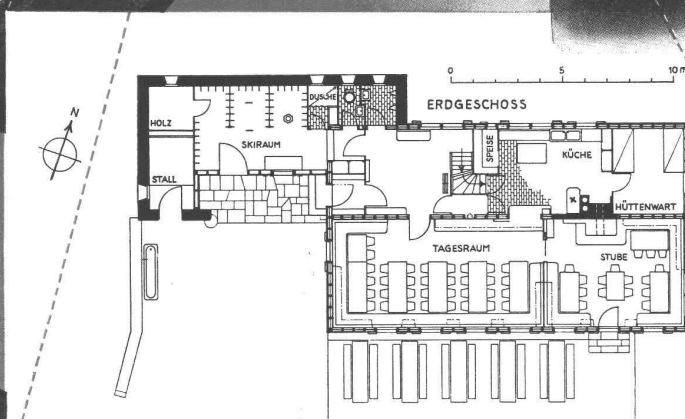 0 5 10 m
ERDGESCHOSS
N
HOLZ
DUSCHE
SKIRAUM
SPEISE
KÜCHE
STALL
HÜTTENWART
TAGESRAUM
STUBE